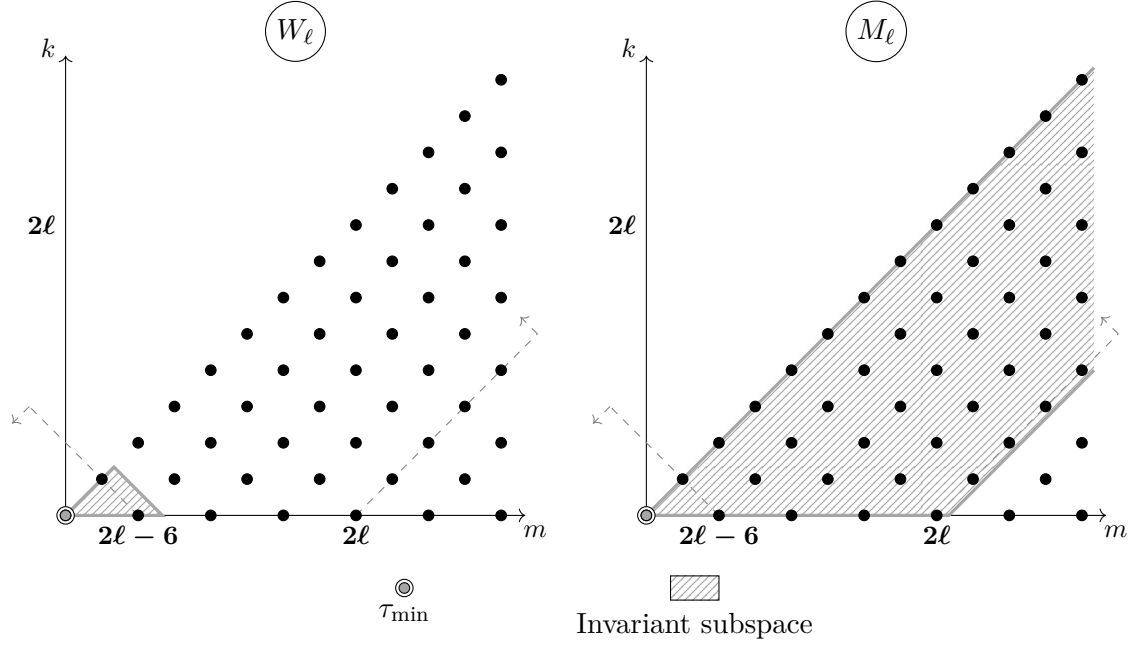 W_ℓ
M_ℓ
k
k
2ℓ
2ℓ
2ℓ − 6
2ℓ
m
2ℓ − 6
2ℓ
m
τ_min
Invariant subspace